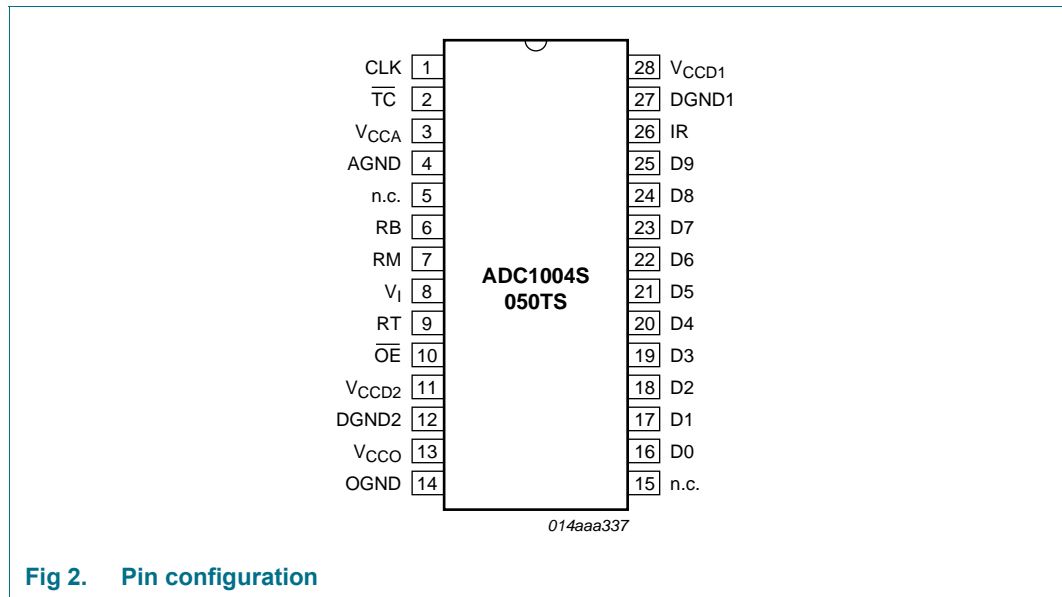 CLK 1
TC 2
VCCA 3
AGND 4
n.c. 5
RB 6
RM 7
VI 8
RT 9
OE 10
VCCD2 11
DGND2 12
VCCO 13
OGND 14
ADC1004S
050TS
28 VCCD1
27 DGND1
26 IR
25 D9
24 D8
23 D7
22 D6
21 D5
20 D4
19 D3
18 D2
17 D1
16 D0
15 n.c.
014aaa337
Fig 2. Pin configuration